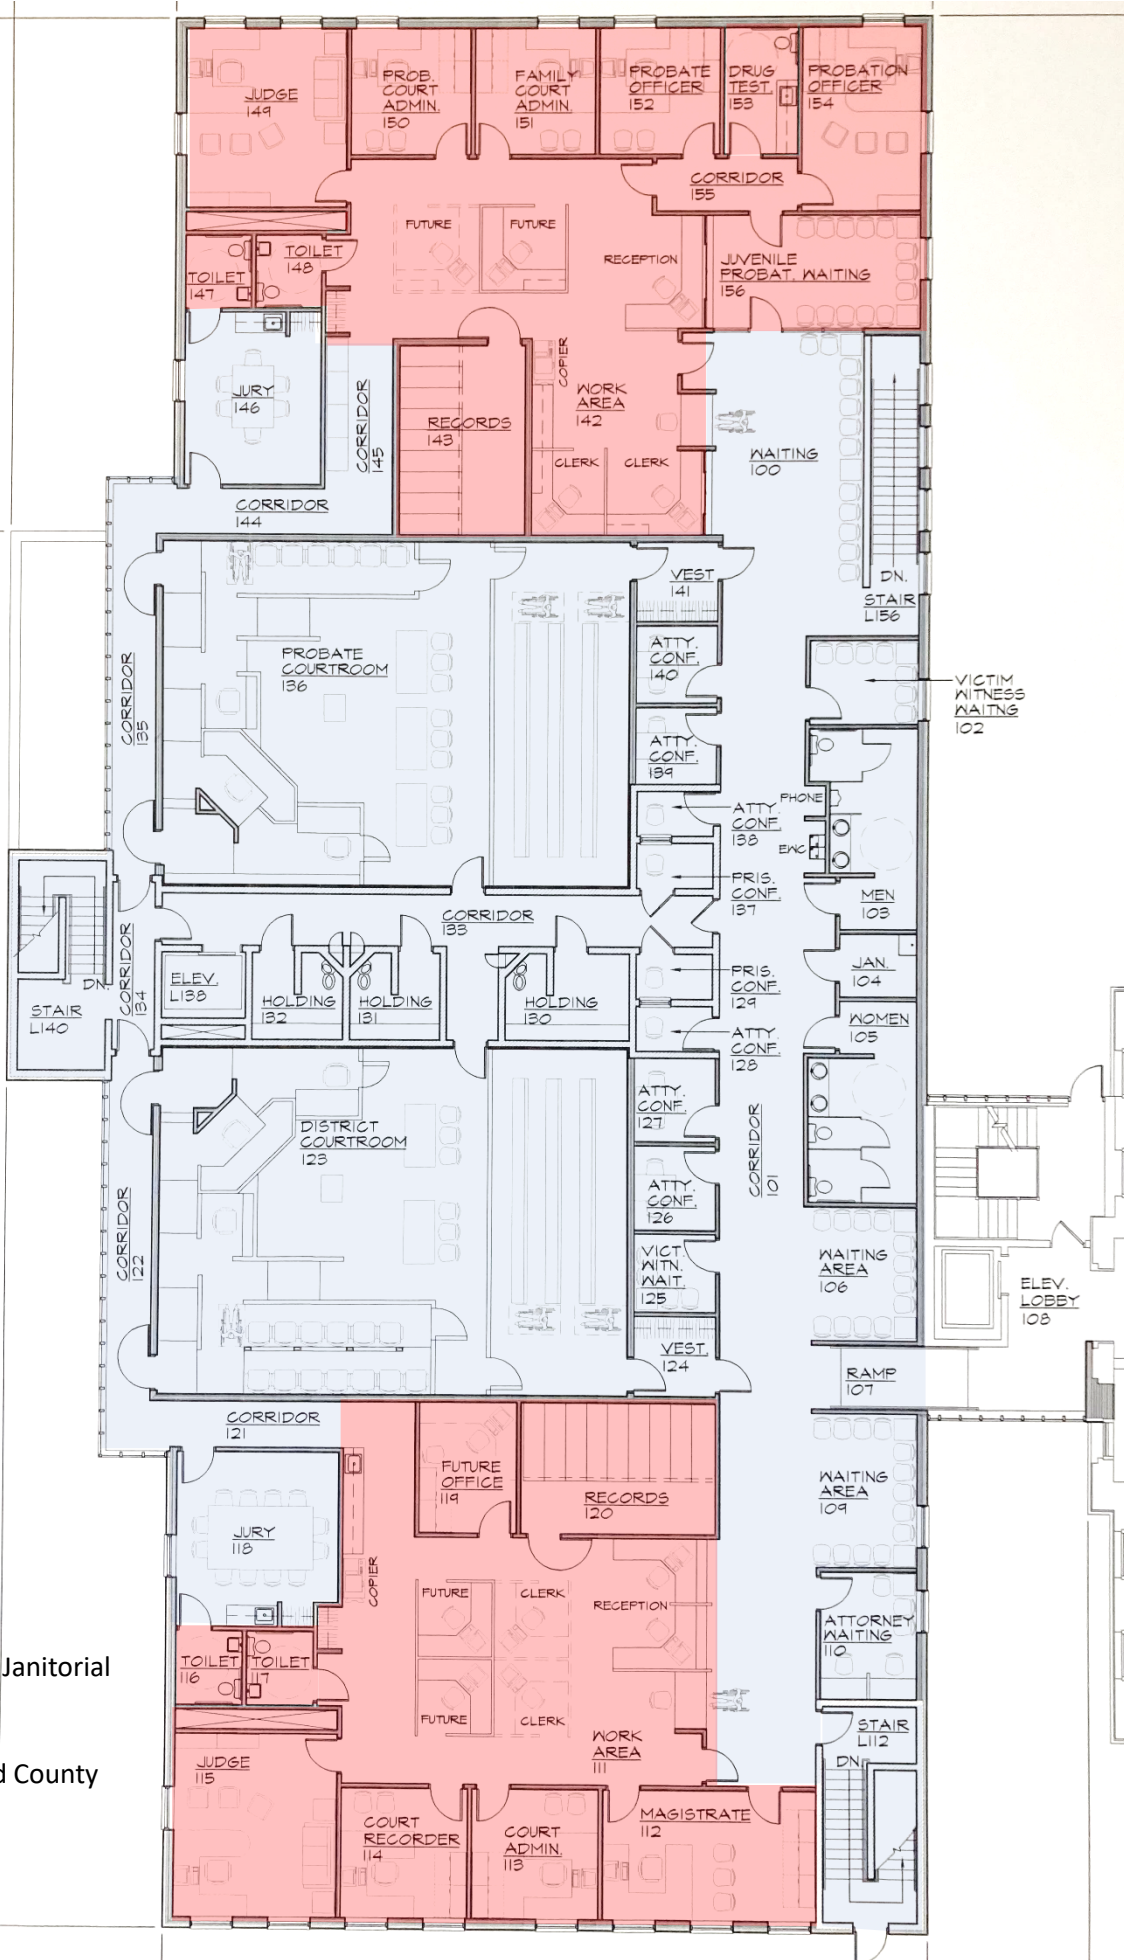 JUDGE
149
PROB.
COURT
ADMIN.
150
FAMILY
COURT
ADMIN.
151
PROBATE
OFFICER
152
DRUG
TEST.
153
PROBATION
OFFICER
154
CORRIDOR
155
FUTURE
FUTURE
RECEPTION
JUVENILE
PROBAT. WAITING
156
TOILET
148
TOILET
147
JURY
146
CORRIDOR
145
RECORDS
143
COPIER
WORK
AREA
142
CLERK
CLERK
WAITING
100
CORRIDOR
144
DN.
STAIR
L156
VEST
141
ATTY.
CONF.
140
PROBATE
COURTROOM
136
CORRIDOR
135
VICTIM
WITNESS
WAITNG
102
ATTY.
CONF.
139
PHONE
ATTY.
CONF.
138
EWC
PRIS.
CONF.
137
MEN
103
CORRIDOR
133
CORRIDOR
134
DN.
STAIR
L140
ELEV.
L138
HOLDING
132
HOLDING
131
HOLDING
130
PRIS.
CONF.
129
JAN.
104
WOMEN
105
ATTY.
CONF.
128
ATTY.
CONF.
127
DISTRICT
COURTROOM
123
CORRIDOR
101
ATTY.
CONF.
126
CORRIDOR
122
VICT.
WITN.
WAIT.
125
WAITING
AREA
106
ELEV.
LOBBY
108
VEST.
124
RAMP
107
CORRIDOR
121
FUTURE
OFFICE
119
RECORDS
120
WAITING
AREA
109
JURY
118
COPIER
FUTURE
CLERK
RECEPTION
ATTORNEY
WAITING
110
Janitorial
TOILET
116
TOILET
117
FUTURE
CLERK
WORK
AREA
111
STAIR
L112
DN.
d County
JUDGE
115
COURT
RECORDER
114
COURT
ADMIN.
113
MAGISTRATE
112